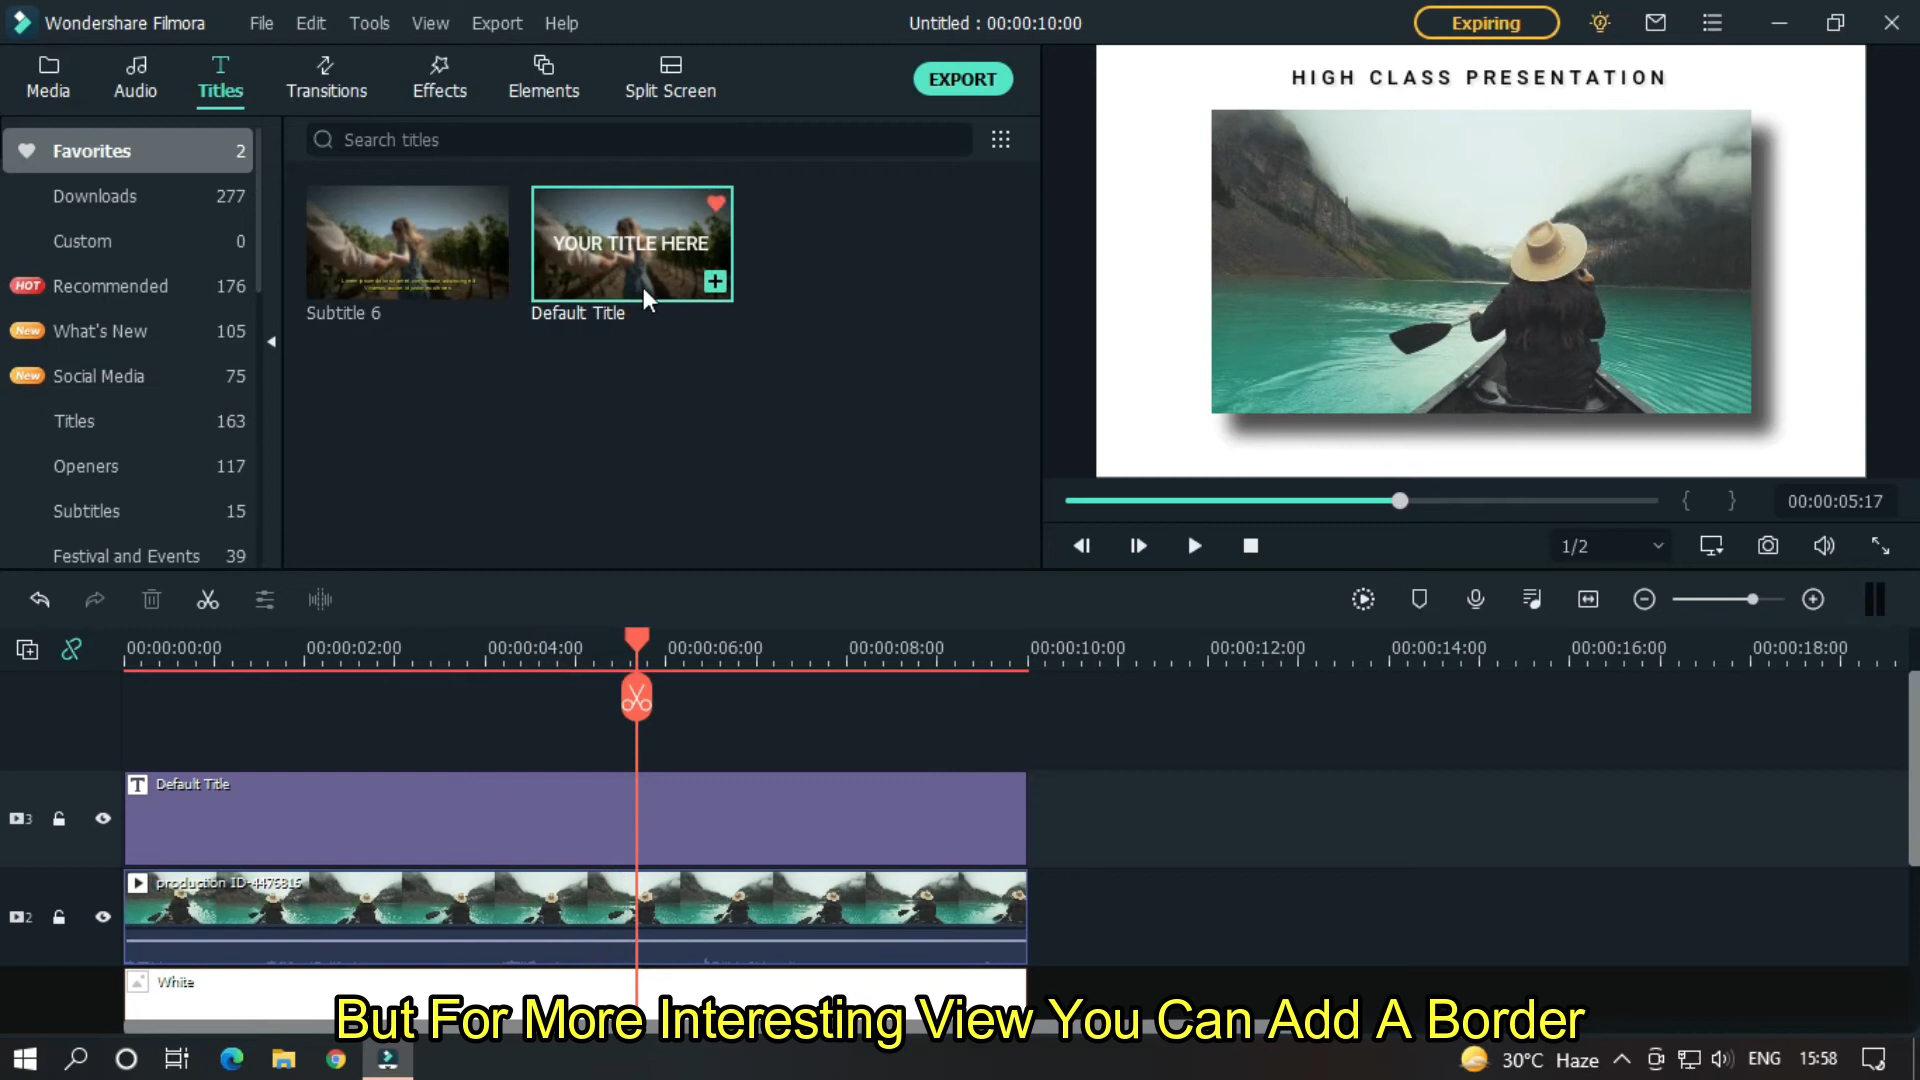 Wondershare Filmora
File
Edit
Tools
View
Export
Help
Untitled : 00:00:10:00
Expiring
Media
Audio
Titles
Transitions
Effects
Elements
Split Screen
EXPORT
HIGH CLASS PRESENTATION
Favorites 2
Search titles
Downloads 277
Custom 0
HOT Recommended 176
New What's New 105
New Social Media 75
Titles 163
Openers 117
Subtitles 15
Festival and Events 39
YOUR TITLE HERE
Subtitle 6
Default Title
{ }
00:00:05:17
1/2
00:00:00:00
00:00:02:00
00:00:04:00
00:00:06:00
00:00:08:00
00:00:10:00
00:00:12:00
00:00:14:00
00:00:16:00
00:00:18:00
3
T Default Title
2
production ID-4475316
White
But For More Interesting View You Can Add A Border
30°C Haze
ENG
15:58